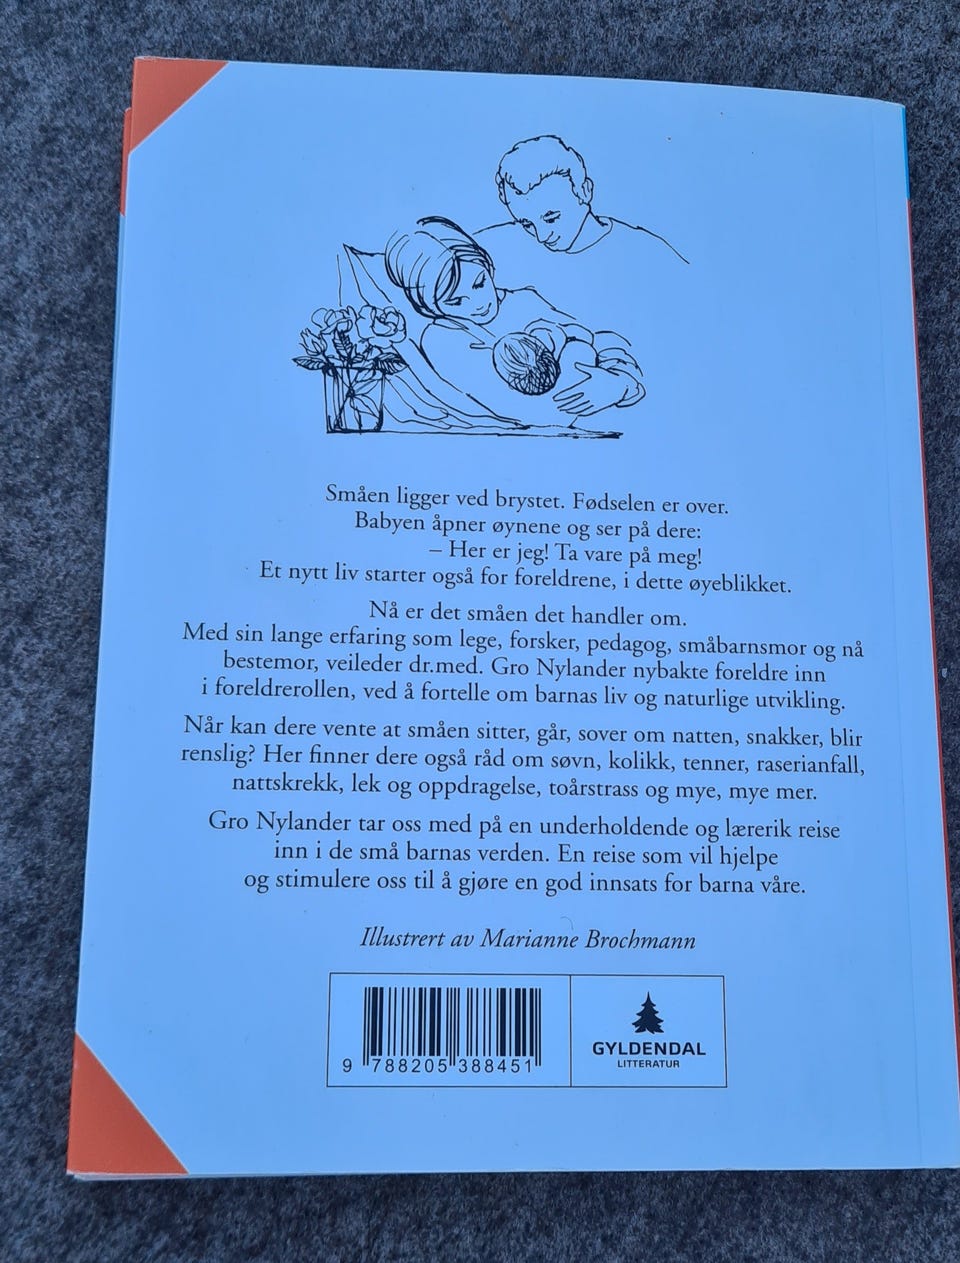 Småen ligger ved brystet. Fødselen er over.
Babyen åpner øynene og ser på dere:
– Her er jeg! Ta vare på meg!
Et nytt liv starter også for foreldrene, i dette øyeblikket.
Nå er det småen det handler om.
Med sin lange erfaring som lege, forsker, pedagog, småbarnsmor og nå
bestemor, veileder dr.med. Gro Nylander nybakte foreldre inn
i foreldrerollen, ved å fortelle om barnas liv og naturlige utvikling.
Når kan dere vente at småen sitter, går, sover om natten, snakker, blir
renslig? Her finner dere også råd om søvn, kolikk, tenner, raserianfall,
nattskrekk, lek og oppdragelse, toårstrass og mye, mye mer.
Gro Nylander tar oss med på en underholdende og lærerik reise
inn i de små barnas verden. En reise som vil hjelpe
og stimulere oss til å gjøre en god innsats for barna våre.
Illustrert av Marianne Brochmann
9 788205 388451
GYLDENDAL
LITTERATUR